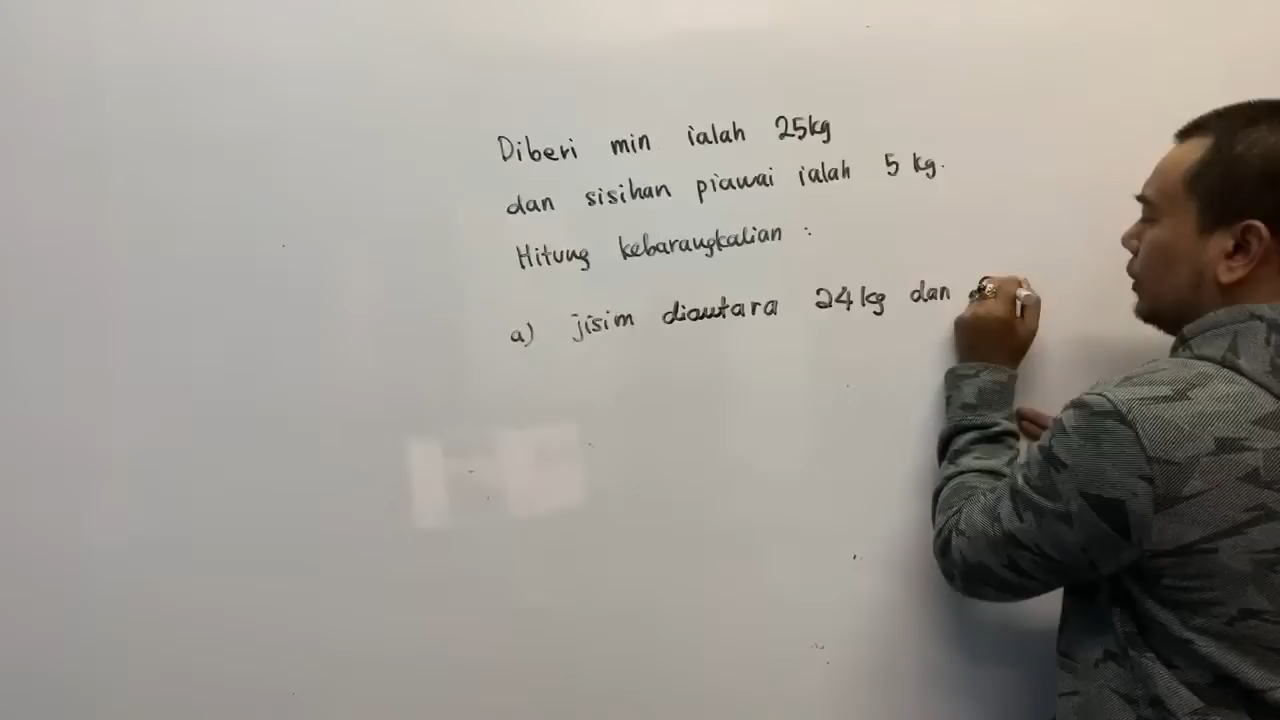 Diberi min ialah 25kg
dan sisihan piawai ialah 5 kg.
Hitung kebarangkalian :
a) jisim diantara 24kg dan